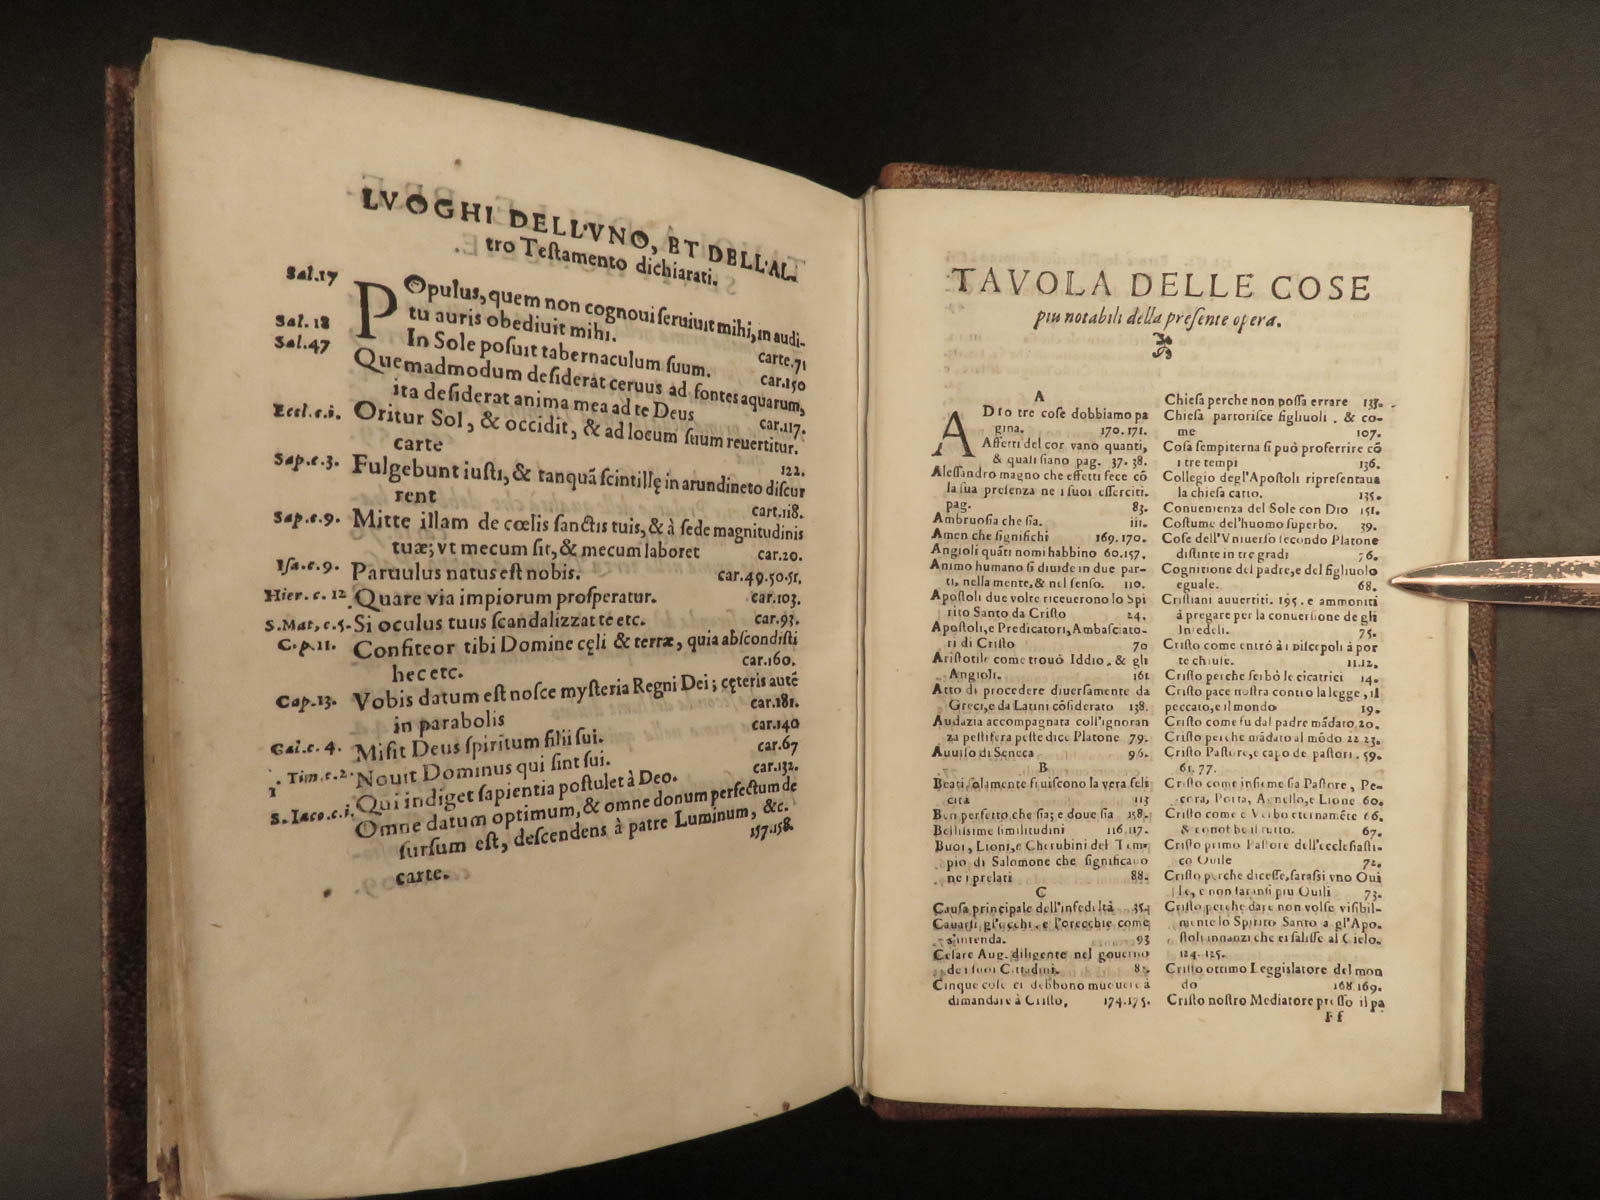 LVOGHI DELL'VNO, ET DELL'AL-
tro Teſtamento dichiarati.
Sal.17 POpulus, quem non cognoui ſeruiuit mihi, in audi-
tu auris obediuit mihi. carte.71
Sal.18 In Sole poſuit tabernaculum ſuum. car.150
Sal.47 Quemadmodum deſiderat ceruus ad fontes aquarum,
ita deſiderat anima mea ad te Deus car.117.
Eccl.c.i. Oritur Sol, & occidit, & ad locum ſuum reuertitur.
carte 122.
Sap.c.3. Fulgebunt iuſti, & tanquā ſcintillę in arundineto diſcur
rent cart.118.
Sap.c.9. Mitte illam de cœlis ſanctis tuis, & à ſede magnitudinis
tuæ; vt mecum ſit, & mecum laboret car.20.
Iſa.c.9. Paruulus natus eſt nobis. car.49.50.51.
Hier.c.12 Quare via impiorum proſperatur. car.103.
S.Mat,c.5. Si oculus tuus ſcandalizzat te etc. car.93.
C.p.11. Confiteor tibi Domine cęli & terræ, quia abſcondiſti
hec etc. car.160.
Cap.13. Vobis datum eſt noſce myſteria Regni Dei; cęteris autē
in parabolis car.181.
Gal.c.4. Miſit Deus ſpiritum filii ſui. car.140
Tim.c.2. Nouit Dominus qui ſint ſui. car.67
1 Qui indiget ſapientia poſtulet à Deo. car.132.
S.Iaco.c.i. Omne datum optimum, & omne donum perfectum de
ſurſum eſt, deſcendens à patre Luminum, &c.
carte. 157.158.
TAVOLA DELLE COSE
piu notabili della preſente opera.
A
ADIo tre coſe dobbiamo pa
gina. 170.171.
Affetti del cor vano quanti,
& quali ſiano pag. 37.38.
Aleſſandro magno che effetti fece cō
la ſua preſenza ne i ſuoi eſſerciti.
pag. 83.
Ambruoſia che ſia. 111.
Amen che ſignifichi 169.170.
Angioli quāti nomi habbino 60.157.
Animo humano ſi diuide in due par-
ti, nella mente, & nel ſenſo. 110.
Apoſtoli due volte riceuerono lo Spi
rito Santo da Criſto 24.
Apoſtoli, e Predicatori, Ambaſciato-
ri di Criſto 70
Ariſtotile come trouò Iddio, & gli
Angioli. 161
Atto di procedere diuerſamente da
Greci, e da Latini cōſiderato 138.
Audazia accompagnata coll'ignoran
za peſtifera peſte dice Platone 79.
Auuiſo di Seneca 96.
B
Beati ſolamente fruiſcono la vera feli
cità 113
Ben perfetto che ſia; e doue ſia 158.
Belliſsime ſimilitudini 116.117.
Buoi, Lioni, e Cherubini del Tem-
pio di Salomone che ſignificauo
ne i prelati 88.
C
Cauſa principale dell'infedeltà 35.
Cauarſi gl'occhi, e l'orecchie come
s'intenda. 93
Ceſare Aug. diligente nel gouerno
de i ſuoi Cittadini.
Cinque coſe ci debbono muouere à
dimandare à Criſto, 174.175.
Chieſa perche non poſſa errare 135.
Chieſa partoriſce figliuoli, & co-
me 107.
Coſa ſempiterna ſi può proferrire cō
i tre tempi 136.
Collegio degl'Apoſtoli ripreſentaua
la chieſa catto. 135.
Conuenienza del Sole con Dio 151.
Coſtume del'huomo ſuperbo. 39.
Coſe dell'Vniuerſo ſecondo Platone
diſtinte in tre gradi 76.
Cognitione del padre, e del figliuolo
eguale. 68.
Criſtiani auuertiti. 195. e ammoniti
à pregare per la conuerſione de gli
Infedeli. 75.
Criſto come entrò à i Diſcepoli à por
te chiuſe. 11.12.
Criſto perche ſerbò le cicatrici 14.
Criſto pace noſtra contro la legge, il
peccato, e il mondo 19.
Criſto come fu dal padre mādato 20.
Criſto perche mādato al mōdo 22 23.
Criſto Paſtore, e capo de paſtori. 59.
61.77.
Criſto come inſieme ſia Paſtore, Pe-
cora, Porta, Agnello, e Lione 60.
Criſto come è Verbo eternamēte 66.
& conobbe il tutto. 67.
Criſto primo Paſtore dell'eccleſiaſti-
co Ouile 72.
Criſto perche diceſſe, faraſſi vno Oui
le, e non faranſi piu Ouili 73.
Criſto perche dare non volſe viſibil-
mente lo Spirito Santo a gl'Apo-
ſtoli innanzi che ei ſaliſſe al Cielo.
124.125.
Criſto ottimo Leggislatore del mon
do 168 169.
Criſto noſtro Mediatore preſſo il pa
Ff